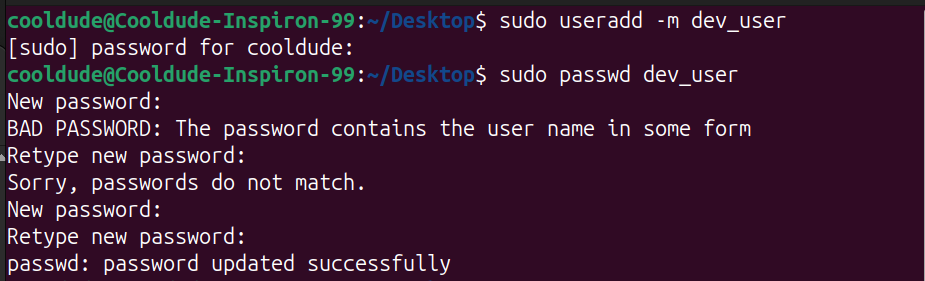 cooldude@Cooldude-Inspiron-99:~/Desktop$ sudo useradd -m dev_user
[sudo] password for cooldude:
cooldude@Cooldude-Inspiron-99:~/Desktop$ sudo passwd dev_user
New password:
BAD PASSWORD: The password contains the user name in some form
Retype new password:
Sorry, passwords do not match.
New password:
Retype new password:
passwd: password updated successfully